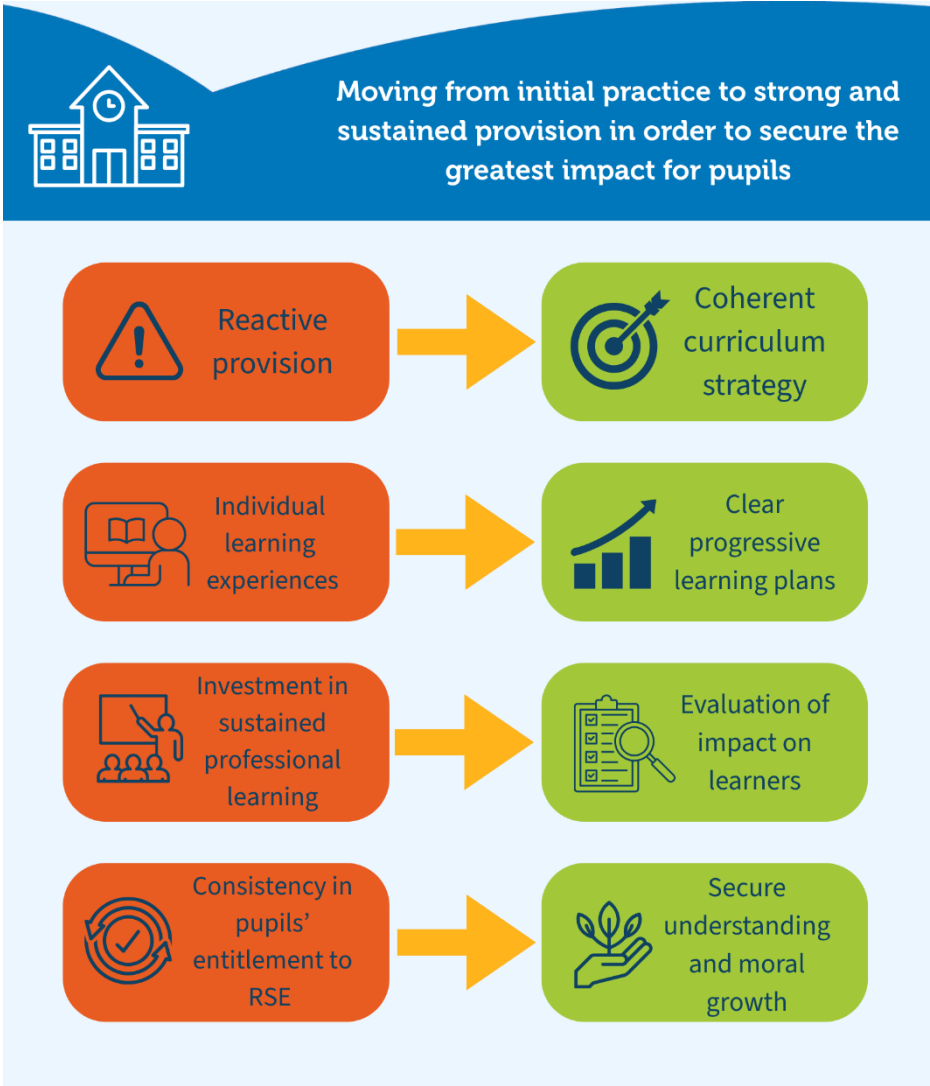 Moving from initial practice to strong and
sustained provision in order to secure the
greatest impact for pupils
Reactive
provision
Coherent
curriculum
strategy
Individual
learning
experiences
Clear
progressive
learning plans
Investment in
sustained
professional
learning
Evaluation of
impact on
learners
Consistency in
pupils’
entitlement to
RSE
Secure
understanding
and moral
growth